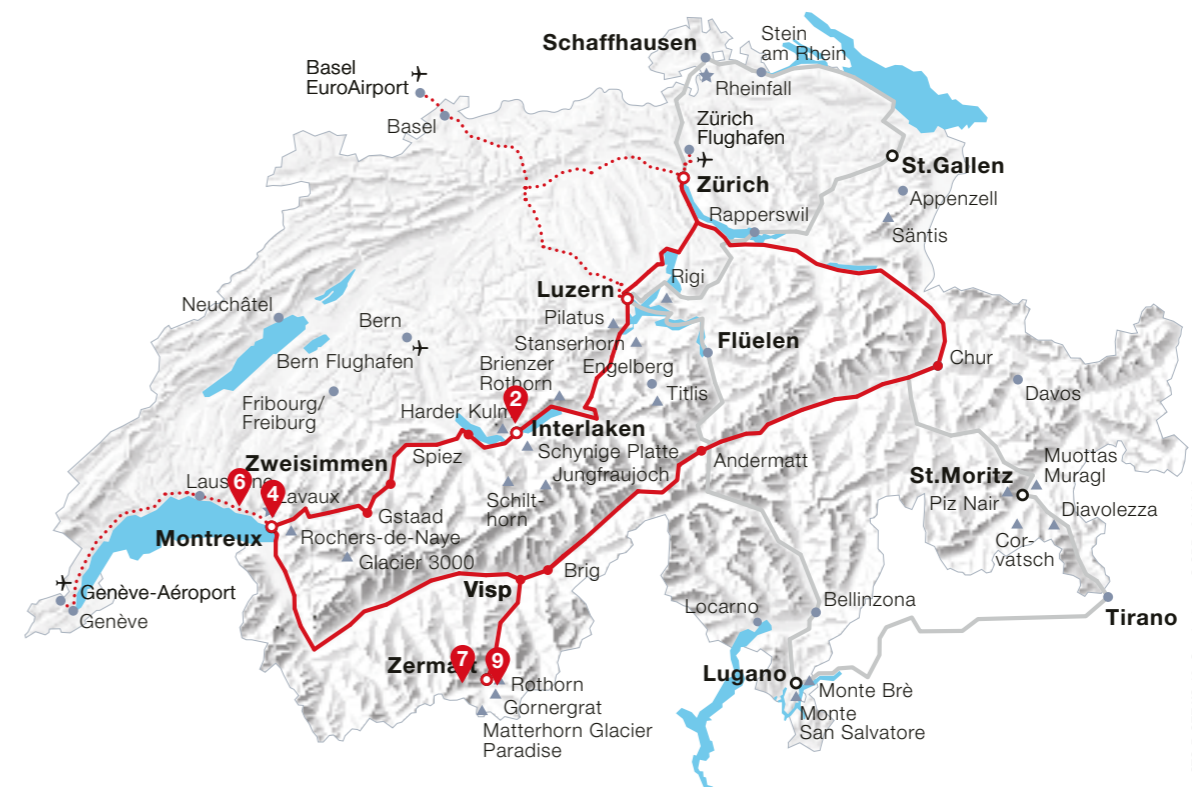 Schaffhausen
Stein
am Rhein
Rheinfall
Basel
EuroAirport
Basel
Zürich
Flughafen
Zürich
St.Gallen
Appenzell
Säntis
Rapperswil
Rigi
Luzern
Pilatus
Stanserhorn
Flüelen
Neuchâtel
Bern
Bern Flughafen
Brienzer
Rothorn
Engelberg
Titlis
Chur
Davos
Fribourg/
Freiburg
2
Harder Kulm
Interlaken
Schynige Platte
Jungfraujoch
Spiez
Andermatt
Zweisimmen
Schilt-
horn
St.Moritz
Muottas
Muragl
Piz Nair
Diavolezza
Cor-
vatsch
6
4
Lavaux
Gstaad
Montreux
Rochers-de-Naye
Glacier 3000
Brig
Visp
Genève-Aéroport
Genève
Locarno
Bellinzona
Tirano
7
9
Rothorn
Gornergrat
Matterhorn Glacier
Paradise
Lugano
Monte Brè
Monte
San Salvatore